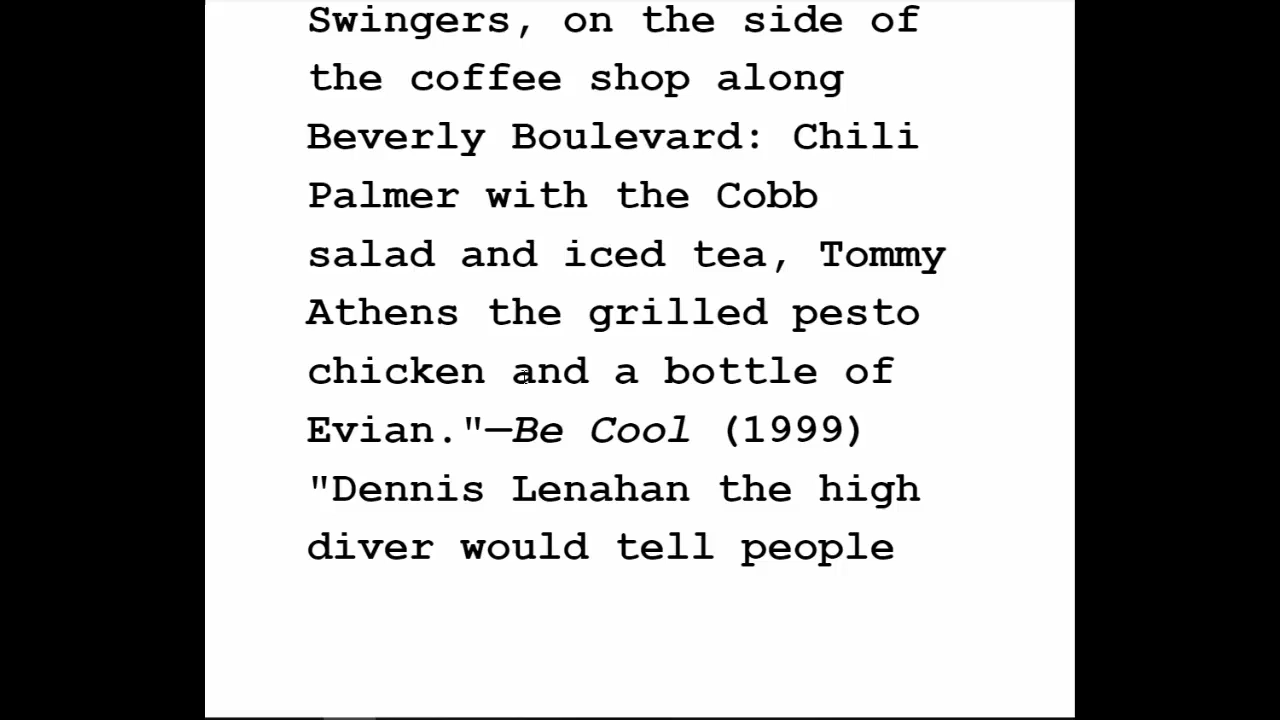 Swingers, on the side of
the coffee shop along
Beverly Boulevard: Chili
Palmer with the Cobb
salad and iced tea, Tommy
Athens the grilled pesto
chicken and a bottle of
Evian."—Be Cool (1999)
"Dennis Lenahan the high
diver would tell people